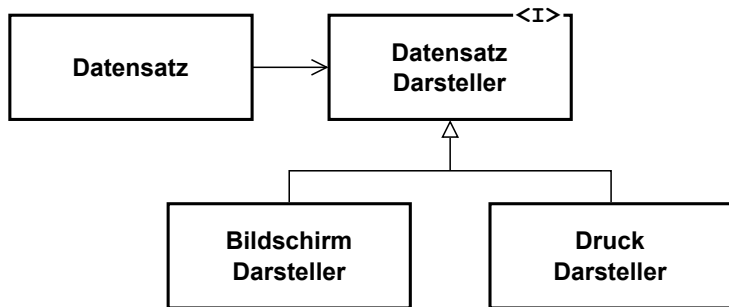 <I>
Datensatz
Datensatz
Darsteller
Bildschirm
Darsteller
Druck
Darsteller